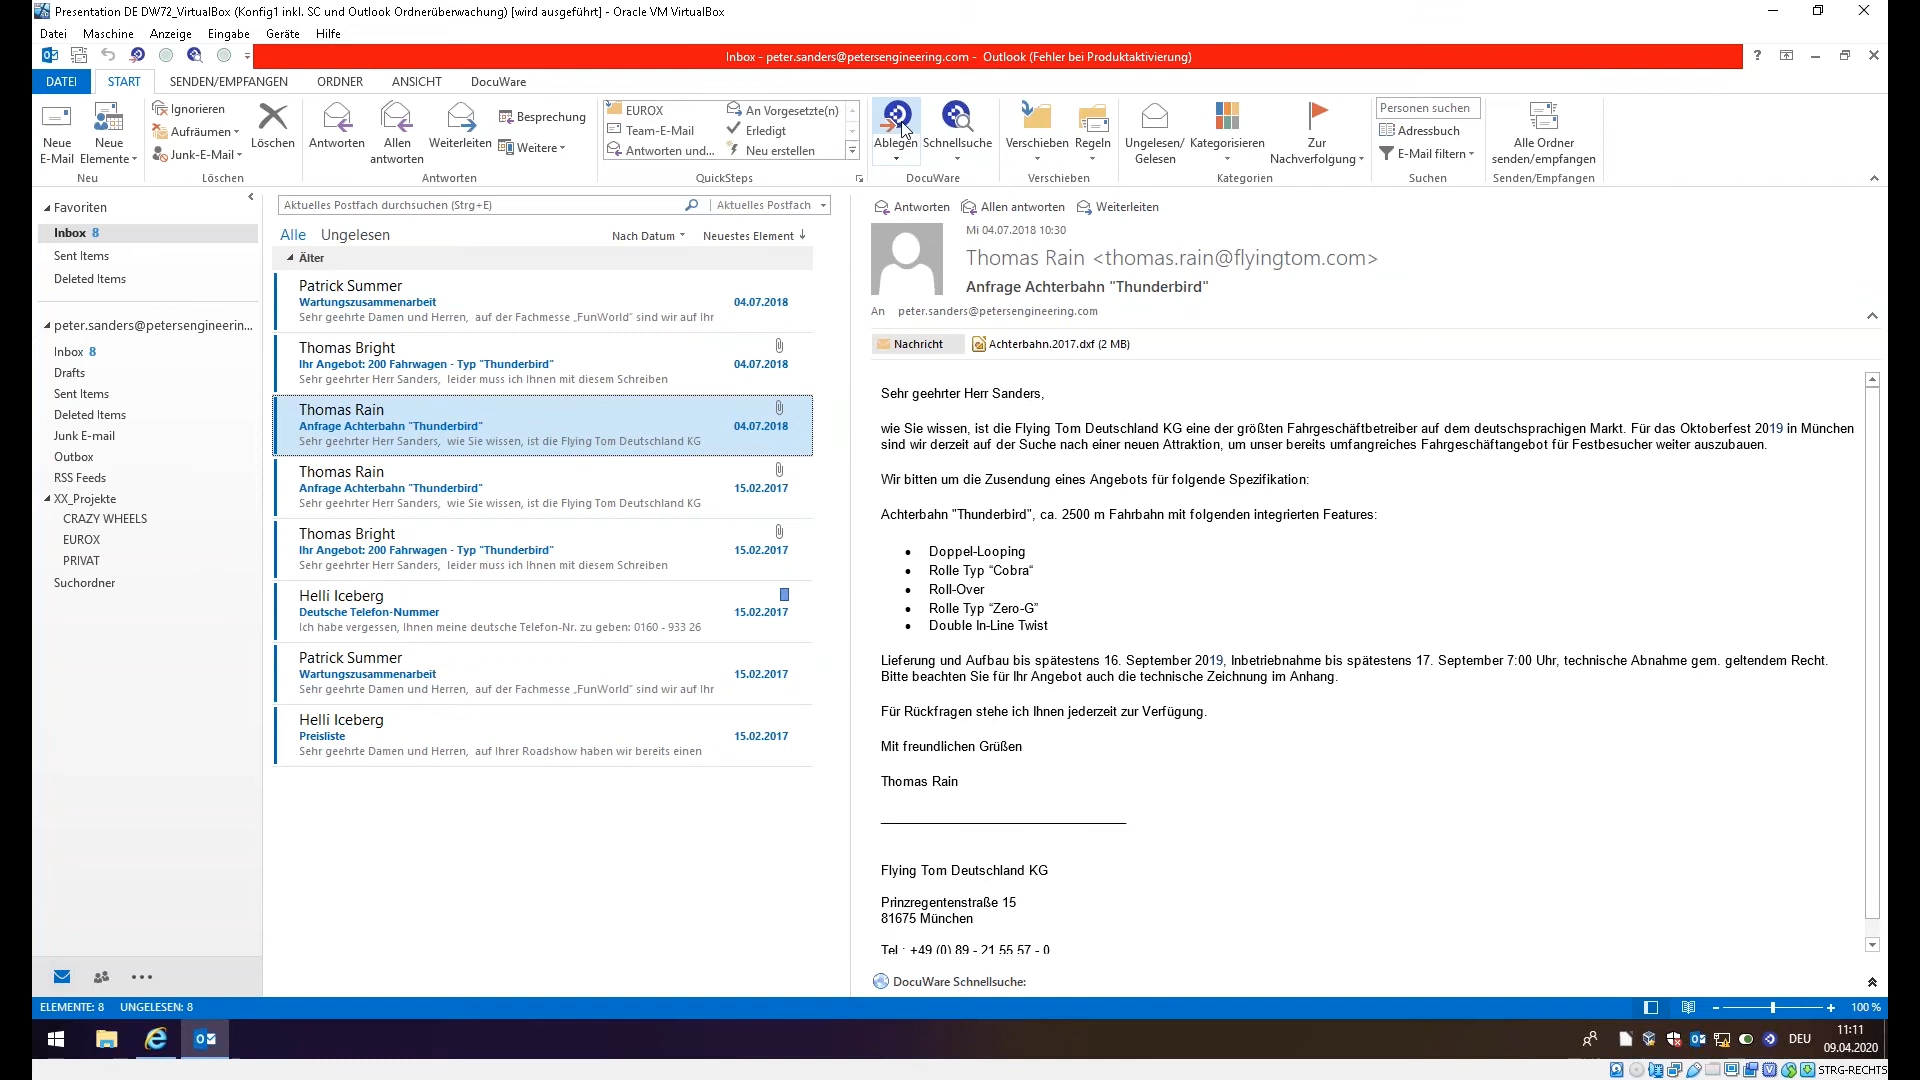 Presentation DE DW72_VirtualBox (Konfig1 inkl. SC und Outlook Ordnerüberwachung) [wird ausgeführt] - Oracle VM VirtualBox
Datei Maschine Anzeige Eingabe Geräte Hilfe
Inbox - peter.sanders@petersengineering.com - Outlook (Fehler bei Produktaktivierung)
DATEI START SENDEN/EMPFANGEN ORDNER ANSICHT DocuWare
Neue E-Mail
Neue Elemente
Neu
Ignorieren
Aufräumen
Junk-E-Mail
Löschen
Löschen
Antworten
Allen antworten
Weiterleiten
Besprechung
Weitere
Antworten
EUROX
Team-E-Mail
Antworten und...
An Vorgesetzte(n)
Erledigt
Neu erstellen
QuickSteps
Ablegen
Schnellsuche
DocuWare
Verschieben
Regeln
Verschieben
Ungelesen/ Gelesen
Kategorisieren
Zur Nachverfolgung
Kategorien
Personen suchen
Adressbuch
E-Mail filtern
Suchen
Alle Ordner senden/empfangen
Senden/Empfangen
Favoriten
Inbox 8
Sent Items
Deleted Items
peter.sanders@petersengineerin...
Inbox 8
Drafts
Sent Items
Deleted Items
Junk E-mail
Outbox
RSS Feeds
XX_Projekte
CRAZY WHEELS
EUROX
PRIVAT
Suchordner
Aktuelles Postfach durchsuchen (Strg+E) Aktuelles Postfach
Alle Ungelesen Nach Datum Neuestes Element
Älter
Patrick Summer
Wartungszusammenarbeit 04.07.2018
Sehr geehrte Damen und Herren, auf der Fachmesse „FunWorld" sind wir auf Ihr
Thomas Bright
Ihr Angebot: 200 Fahrwagen - Typ "Thunderbird" 04.07.2018
Sehr geehrter Herr Sanders, leider muss ich Ihnen mit diesem Schreiben
Thomas Rain
Anfrage Achterbahn "Thunderbird" 04.07.2018
Sehr geehrter Herr Sanders, wie Sie wissen, ist die Flying Tom Deutschland KG
Thomas Rain
Anfrage Achterbahn "Thunderbird" 15.02.2017
Sehr geehrter Herr Sanders, wie Sie wissen, ist die Flying Tom Deutschland KG
Thomas Bright
Ihr Angebot: 200 Fahrwagen - Typ "Thunderbird" 15.02.2017
Sehr geehrter Herr Sanders, leider muss ich Ihnen mit diesem Schreiben
Helli Iceberg
Deutsche Telefon-Nummer 15.02.2017
Ich habe vergessen, Ihnen meine deutsche Telefon-Nr. zu geben: 0160 - 933 26
Patrick Summer
Wartungszusammenarbeit 15.02.2017
Sehr geehrte Damen und Herren, auf der Fachmesse „FunWorld" sind wir auf Ihr
Helli Iceberg
Preisliste 15.02.2017
Sehr geehrte Damen und Herren, auf Ihrer Roadshow haben wir bereits einen
Antworten Allen antworten Weiterleiten
Mi 04.07.2018 10:30
Thomas Rain <thomas.rain@flyingtom.com>
Anfrage Achterbahn "Thunderbird"
An peter.sanders@petersengineering.com
Nachricht Achterbahn.2017.dxf (2 MB)
Sehr geehrter Herr Sanders,
wie Sie wissen, ist die Flying Tom Deutschland KG eine der größten Fahrgeschäftbetreiber auf dem deutschsprachigen Markt. Für das Oktoberfest 2019 in München
sind wir derzeit auf der Suche nach einer neuen Attraktion, um unser bereits umfangreiches Fahrgeschäftangebot für Festbesucher weiter auszubauen.
Wir bitten um die Zusendung eines Angebots für folgende Spezifikation:
Achterbahn "Thunderbird", ca. 2500 m Fahrbahn mit folgenden integrierten Features:
• Doppel-Looping
• Rolle Typ “Cobra“
• Roll-Over
• Rolle Typ “Zero-G”
• Double In-Line Twist
Lieferung und Aufbau bis spätestens 16. September 2019, Inbetriebnahme bis spätestens 17. September 7:00 Uhr, technische Abnahme gem. geltendem Recht.
Bitte beachten Sie für Ihr Angebot auch die technische Zeichnung im Anhang.
Für Rückfragen stehe ich Ihnen jederzeit zur Verfügung.
Mit freundlichen Grüßen
Thomas Rain
Flying Tom Deutschland KG
Prinzregentenstraße 15
81675 München
Tel.: +49 (0) 89 - 21 55 57 - 0
DocuWare Schnellsuche:
ELEMENTE: 8 UNGELESEN: 8 100 %
DEU 11:11
09.04.2020
STRG-RECHTS